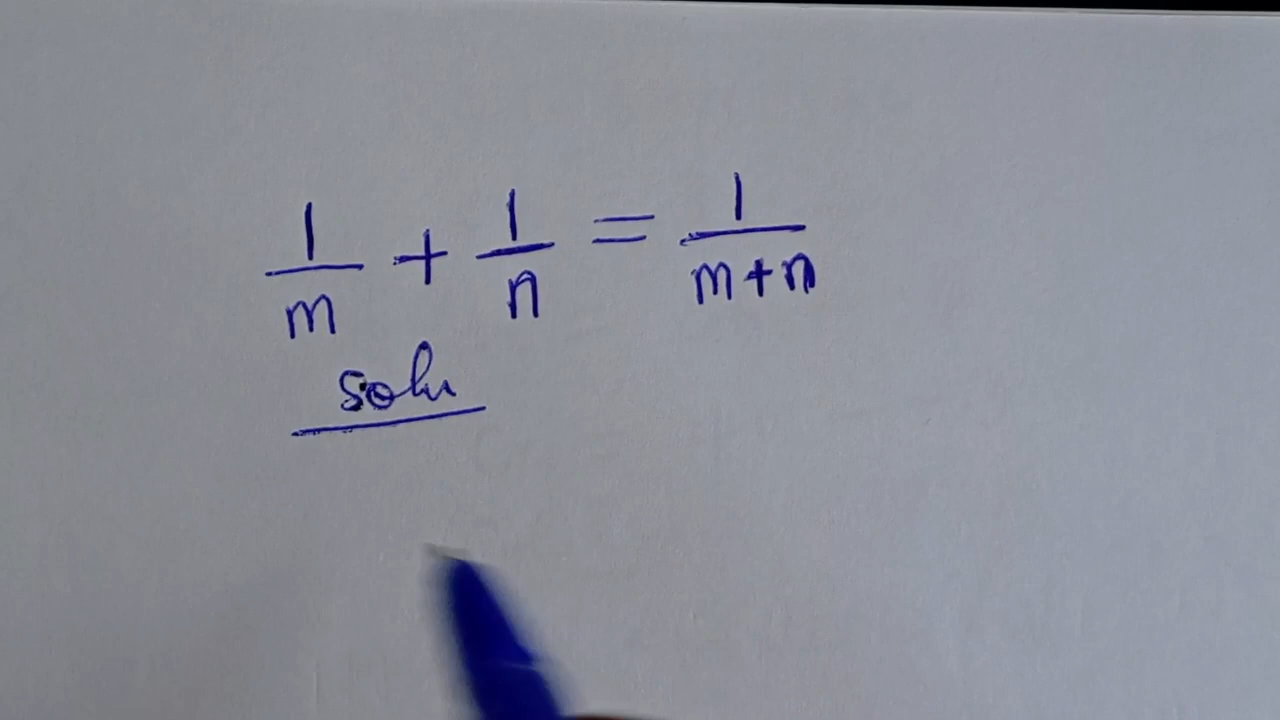 1/m + 1/n = 1/(m+n)
soln